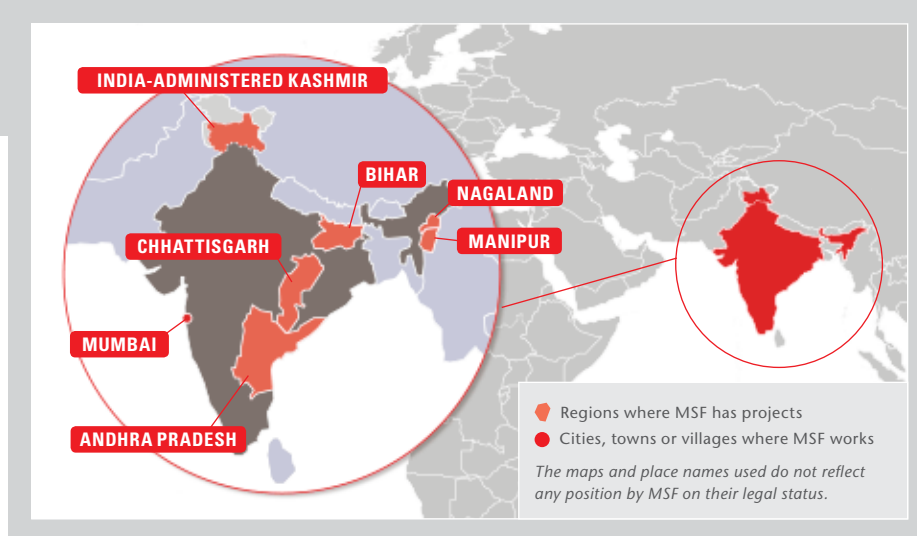 INDIA-ADMINISTERED KASHMIR
BIHAR
NAGALAND
CHHATTISGARH
MANIPUR
MUMBAI
ANDHRA PRADESH
Regions where MSF has projects
Cities, towns or villages where MSF works
The maps and place names used do not reflect
any position by MSF on their legal status.